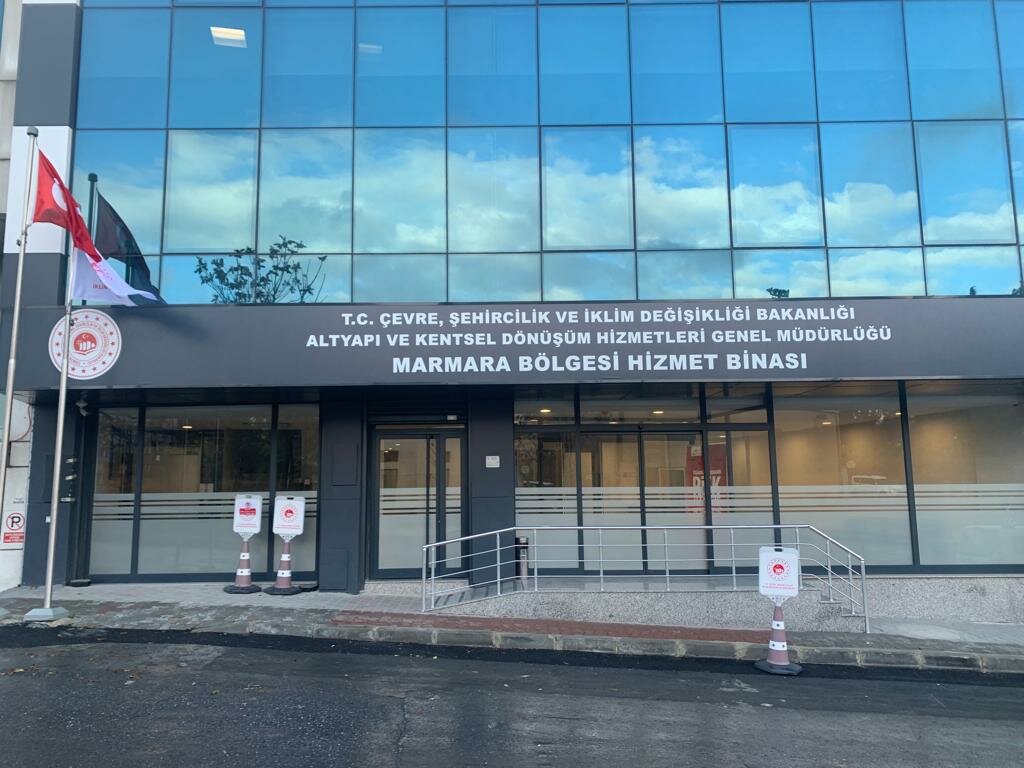 T.C. ÇEVRE, ŞEHİRCİLİK VE İKLİM DEĞİŞİKLİĞİ BAKANLIĞI
ALTYAPI VE KENTSEL DÖNÜŞÜM HİZMETLERİ GENEL MÜDÜRLÜĞÜ
MARMARA BÖLGESİ HİZMET BİNASI
P